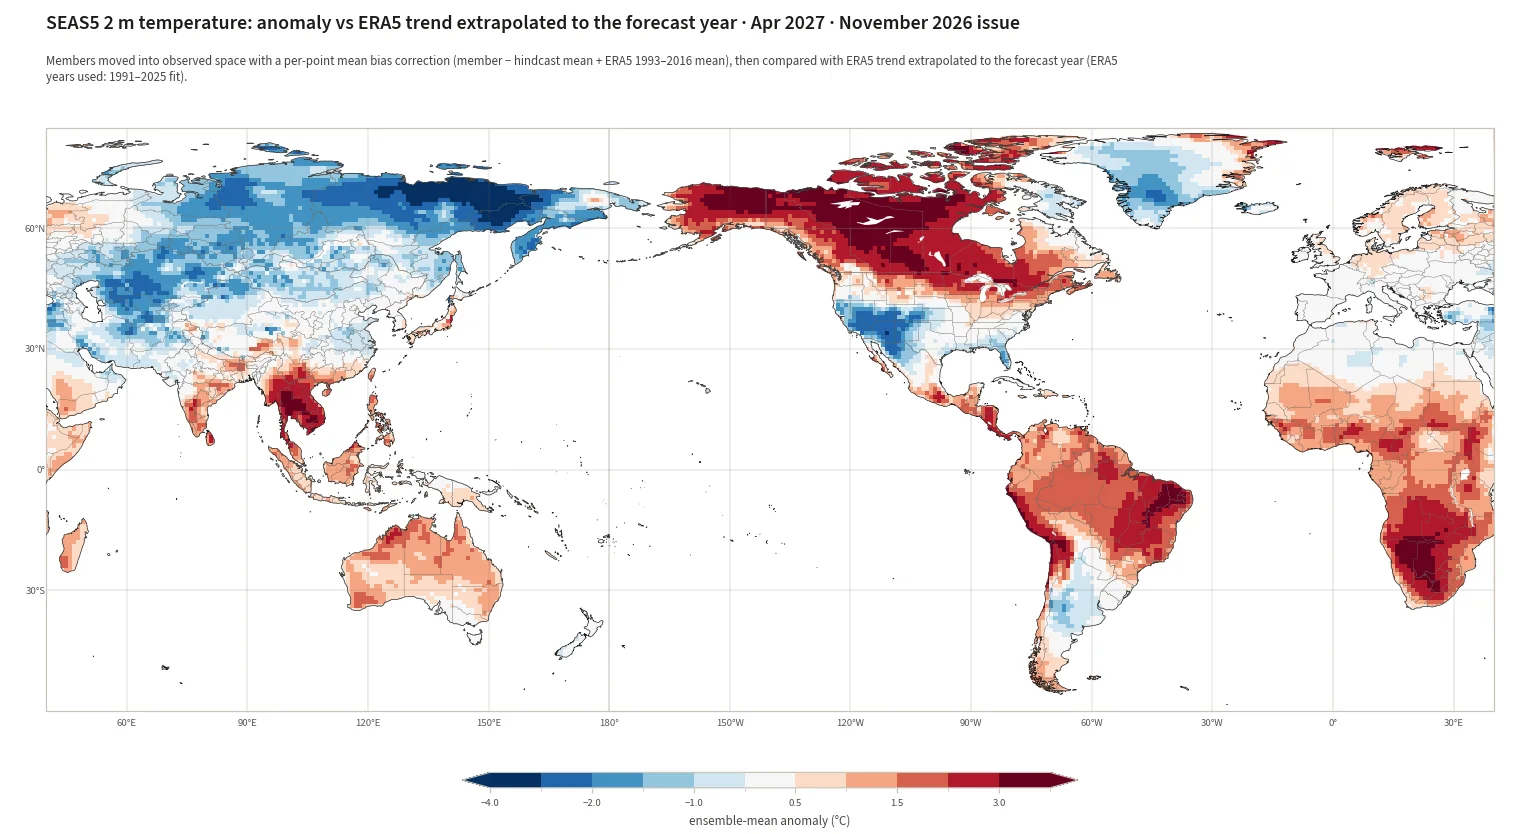 SEAS5 2 m temperature: anomaly vs ERA5 trend extrapolated to the forecast year · Apr 2027 · November 2026 issue
Members moved into observed space with a per-point mean bias correction (member − hindcast mean + ERA5 1993–2016 mean), then compared with ERA5 trend extrapolated to the forecast year (ERA5
years used: 1991–2025 fit).
60°N
30°N
0°
30°S
60°E 90°E 120°E 150°E 180° 150°W 120°W 90°W 60°W 30°W 0° 30°E
−4.0 −2.0 −1.0 0.5 1.5 3.0
ensemble-mean anomaly (°C)